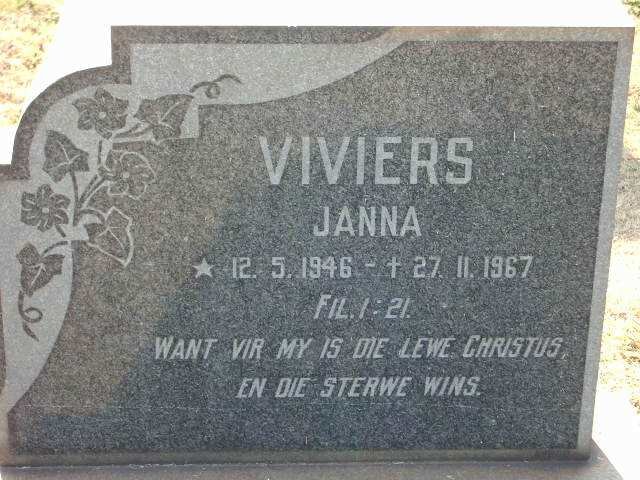 VIVIERS
JANNA
★ 12. 5. 1946 - † 27. 11. 1967
FIL. 1:21.
WANT VIR MY IS DIE LEWE CHRISTUS,
EN DIE STERWE WINS.